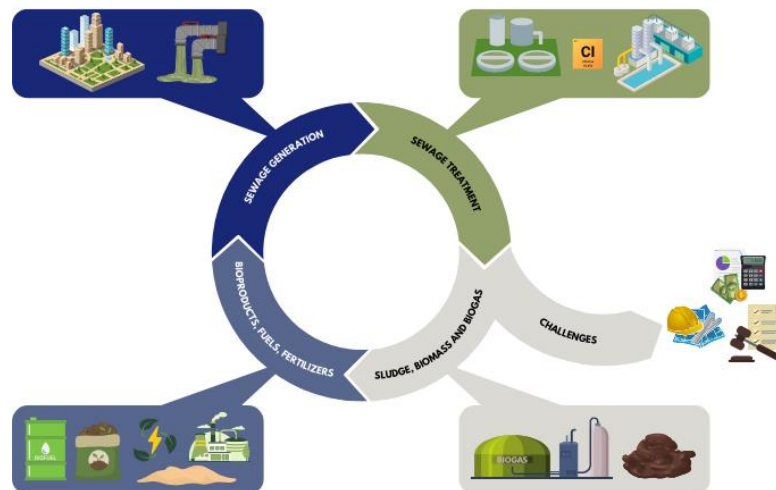 Cl
SEWAGE GENERATION
SEWAGE TREATMENT
BIOPRODUCTS, FUELS, FERTILIZERS
SLUDGE, BIOMASS AND BIOGAS
CHALLENGES
BIOFUEL
BIOGAS